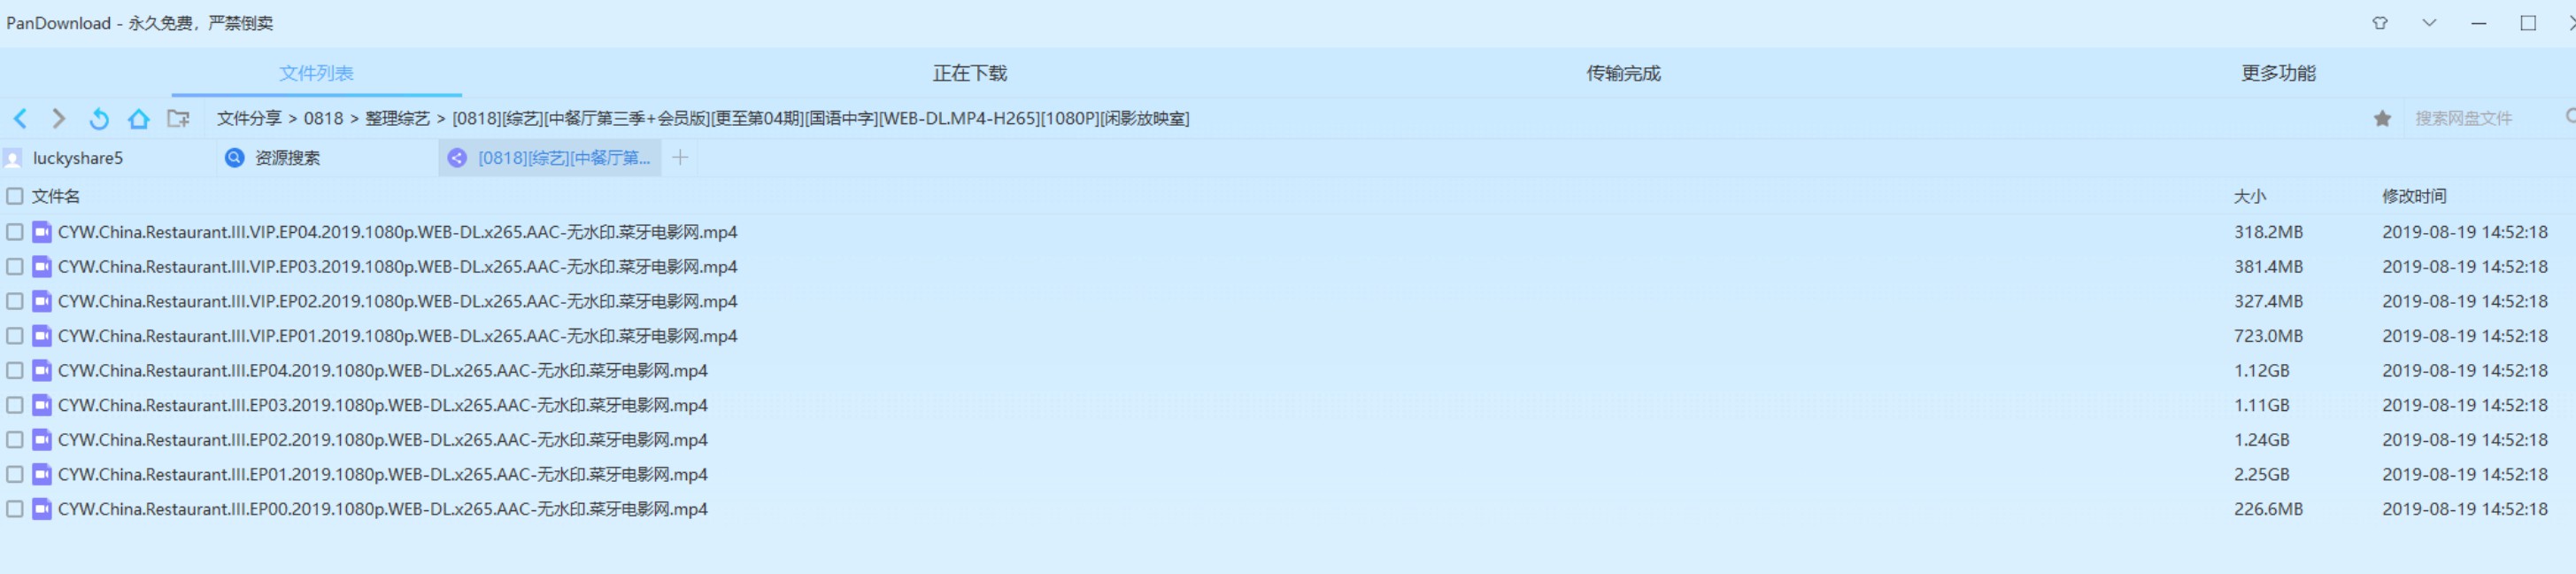 PanDownload - 永久免费，严禁倒卖
文件列表 正在下载 传输完成 更多功能
文件分享 > 0818 > 整理综艺 > [0818][综艺][中餐厅第三季+会员版][更至第04期][国语中字][WEB-DL.MP4-H265][1080P][闲影放映室] 搜索网盘文件
luckyshare5 资源搜索 [0818][综艺][中餐厅第...
文件名 大小 修改时间
CYW.China.Restaurant.III.VIP.EP04.2019.1080p.WEB-DL.x265.AAC-无水印.菜牙电影网.mp4 318.2MB 2019-08-19 14:52:18
CYW.China.Restaurant.III.VIP.EP03.2019.1080p.WEB-DL.x265.AAC-无水印.菜牙电影网.mp4 381.4MB 2019-08-19 14:52:18
CYW.China.Restaurant.III.VIP.EP02.2019.1080p.WEB-DL.x265.AAC-无水印.菜牙电影网.mp4 327.4MB 2019-08-19 14:52:18
CYW.China.Restaurant.III.VIP.EP01.2019.1080p.WEB-DL.x265.AAC-无水印.菜牙电影网.mp4 723.0MB 2019-08-19 14:52:18
CYW.China.Restaurant.III.EP04.2019.1080p.WEB-DL.x265.AAC-无水印.菜牙电影网.mp4 1.12GB 2019-08-19 14:52:18
CYW.China.Restaurant.III.EP03.2019.1080p.WEB-DL.x265.AAC-无水印.菜牙电影网.mp4 1.11GB 2019-08-19 14:52:18
CYW.China.Restaurant.III.EP02.2019.1080p.WEB-DL.x265.AAC-无水印.菜牙电影网.mp4 1.24GB 2019-08-19 14:52:18
CYW.China.Restaurant.III.EP01.2019.1080p.WEB-DL.x265.AAC-无水印.菜牙电影网.mp4 2.25GB 2019-08-19 14:52:18
CYW.China.Restaurant.III.EP00.2019.1080p.WEB-DL.x265.AAC-无水印.菜牙电影网.mp4 226.6MB 2019-08-19 14:52:18